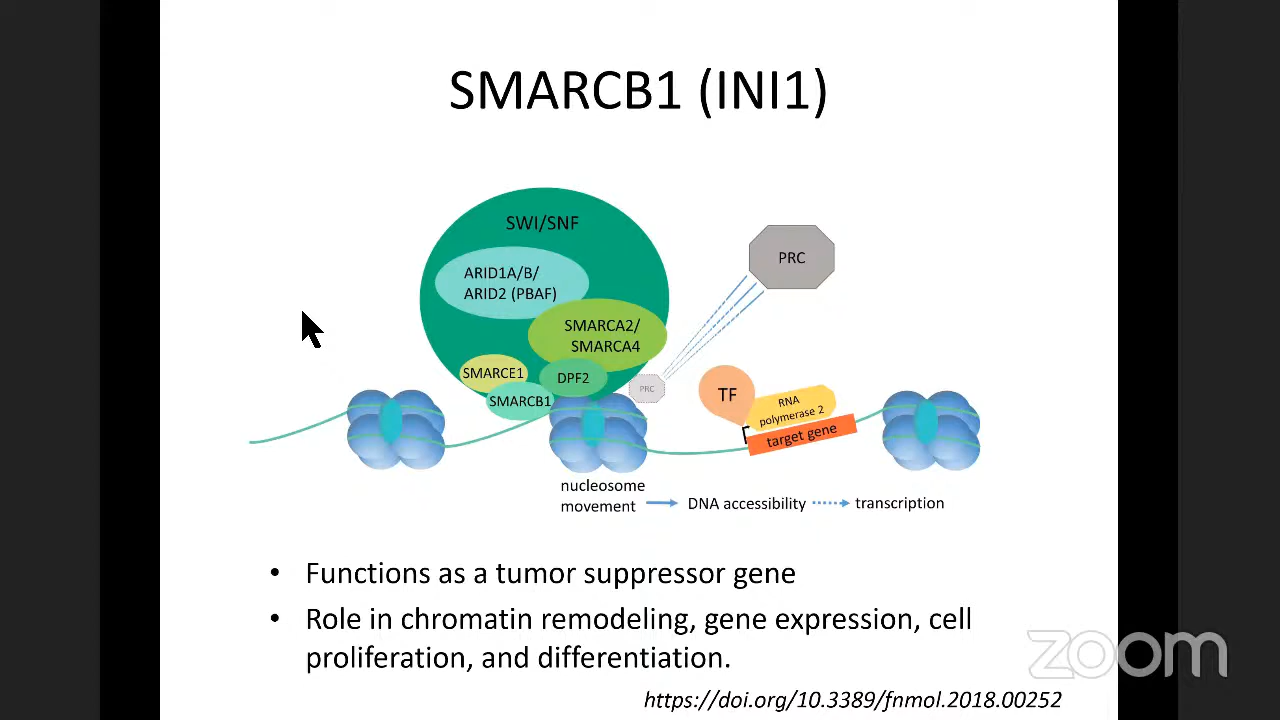 SMARCB1 (INI1)
SWI/SNF
ARID1A/B/
ARID2 (PBAF)
SMARCA2/
SMARCA4
SMARCE1
DPF2
SMARCB1
PRC
PRC
TF
RNA
polymerase 2
target gene
nucleosome
movement
DNA accessibility
transcription
• Functions as a tumor suppressor gene
• Role in chromatin remodeling, gene expression, cell
proliferation, and differentiation.
zoom
https://doi.org/10.3389/fnmol.2018.00252